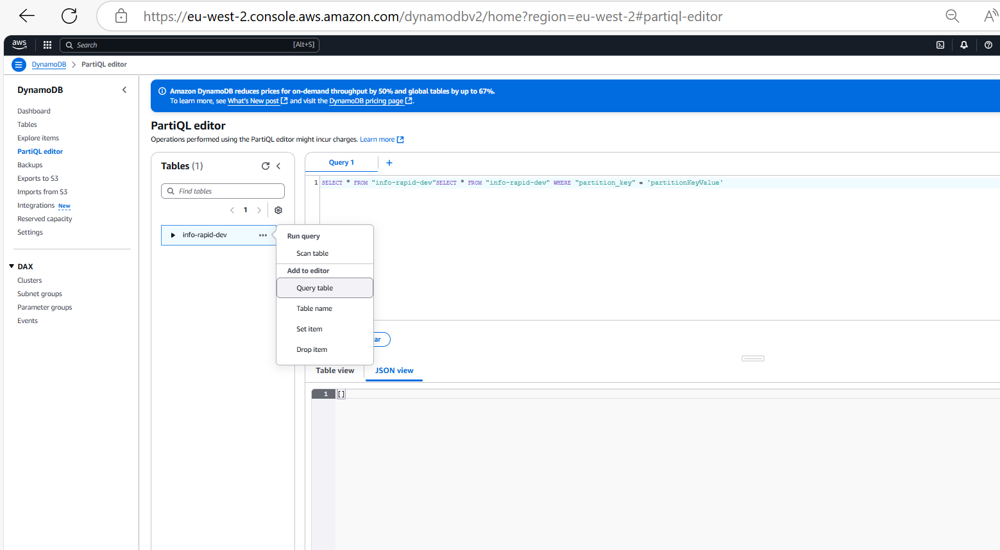 https://eu-west-2.console.aws.amazon.com/dynamodbv2/home?region=eu-west-2#partiql-editor
aws
Search
[Alt+S]
DynamoDB > PartiQL editor
DynamoDB
Dashboard
Tables
Explore items
PartiQL editor
Backups
Exports to S3
Imports from S3
Integrations New
Reserved capacity
Settings
DAX
Clusters
Subnet groups
Parameter groups
Events
Amazon DynamoDB reduces prices for on-demand throughput by 50% and global tables by up to 67%.
To learn more, see What's New post and visit the DynamoDB pricing page.
PartiQL editor
Operations performed using the PartiQL editor might incur charges. Learn more
Tables (1)
Find tables
1
info-rapid-dev
Run query
Scan table
Add to editor
Query table
Table name
Set item
Drop item
Query 1 +
1 SELECT * FROM "info-rapid-dev"SELECT * FROM "info-rapid-dev" WHERE "partition_key" = 'partitionKeyValue'
ar
Table view
JSON view
1 []